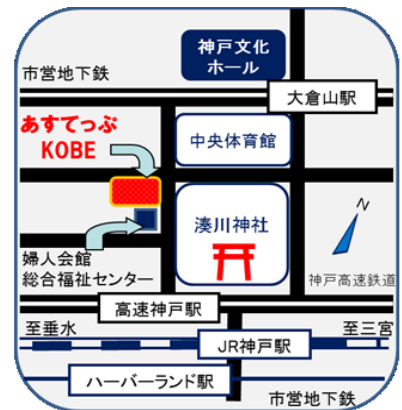 神戸文化
ホール
市営地下鉄
大倉山駅
あすてっぷ
KOBE
中央体育館
N
湊川神社
婦人会館
総合福祉センター
神戸高速鉄道
高速神戸駅
至垂水
至三宮
JR神戸駅
ハーバーランド駅
市営地下鉄